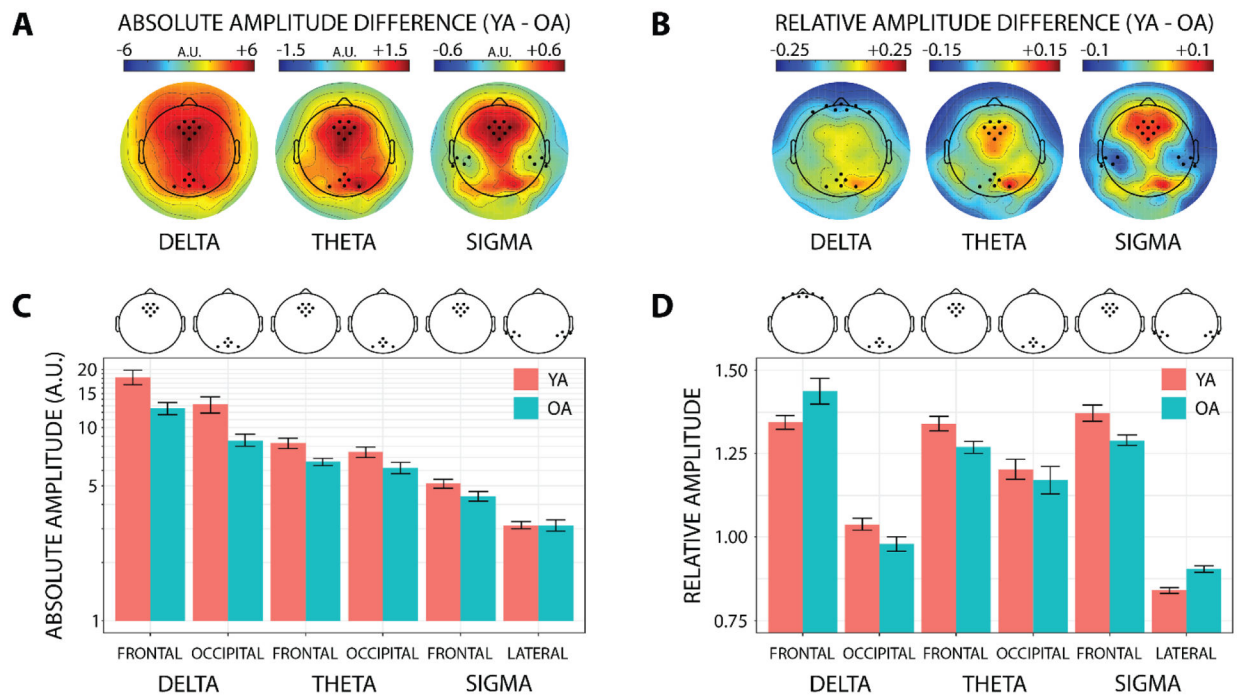 A
ABSOLUTE AMPLITUDE DIFFERENCE (YA - OA)
-6 A.U. +6
-1.5 A.U. +1.5
-0.6 A.U. +0.6
DELTA THETA SIGMA
B
RELATIVE AMPLITUDE DIFFERENCE (YA - OA)
-0.25 +0.25
-0.15 +0.15
-0.1 +0.1
DELTA THETA SIGMA
C
ABSOLUTE AMPLITUDE (A.U.)
20
15
10
5
1
YA
OA
FRONTAL OCCIPITAL FRONTAL OCCIPITAL FRONTAL LATERAL
DELTA THETA SIGMA
D
RELATIVE AMPLITUDE
1.50
1.25
1.00
0.75
YA
OA
FRONTAL OCCIPITAL FRONTAL OCCIPITAL FRONTAL LATERAL
DELTA THETA SIGMA